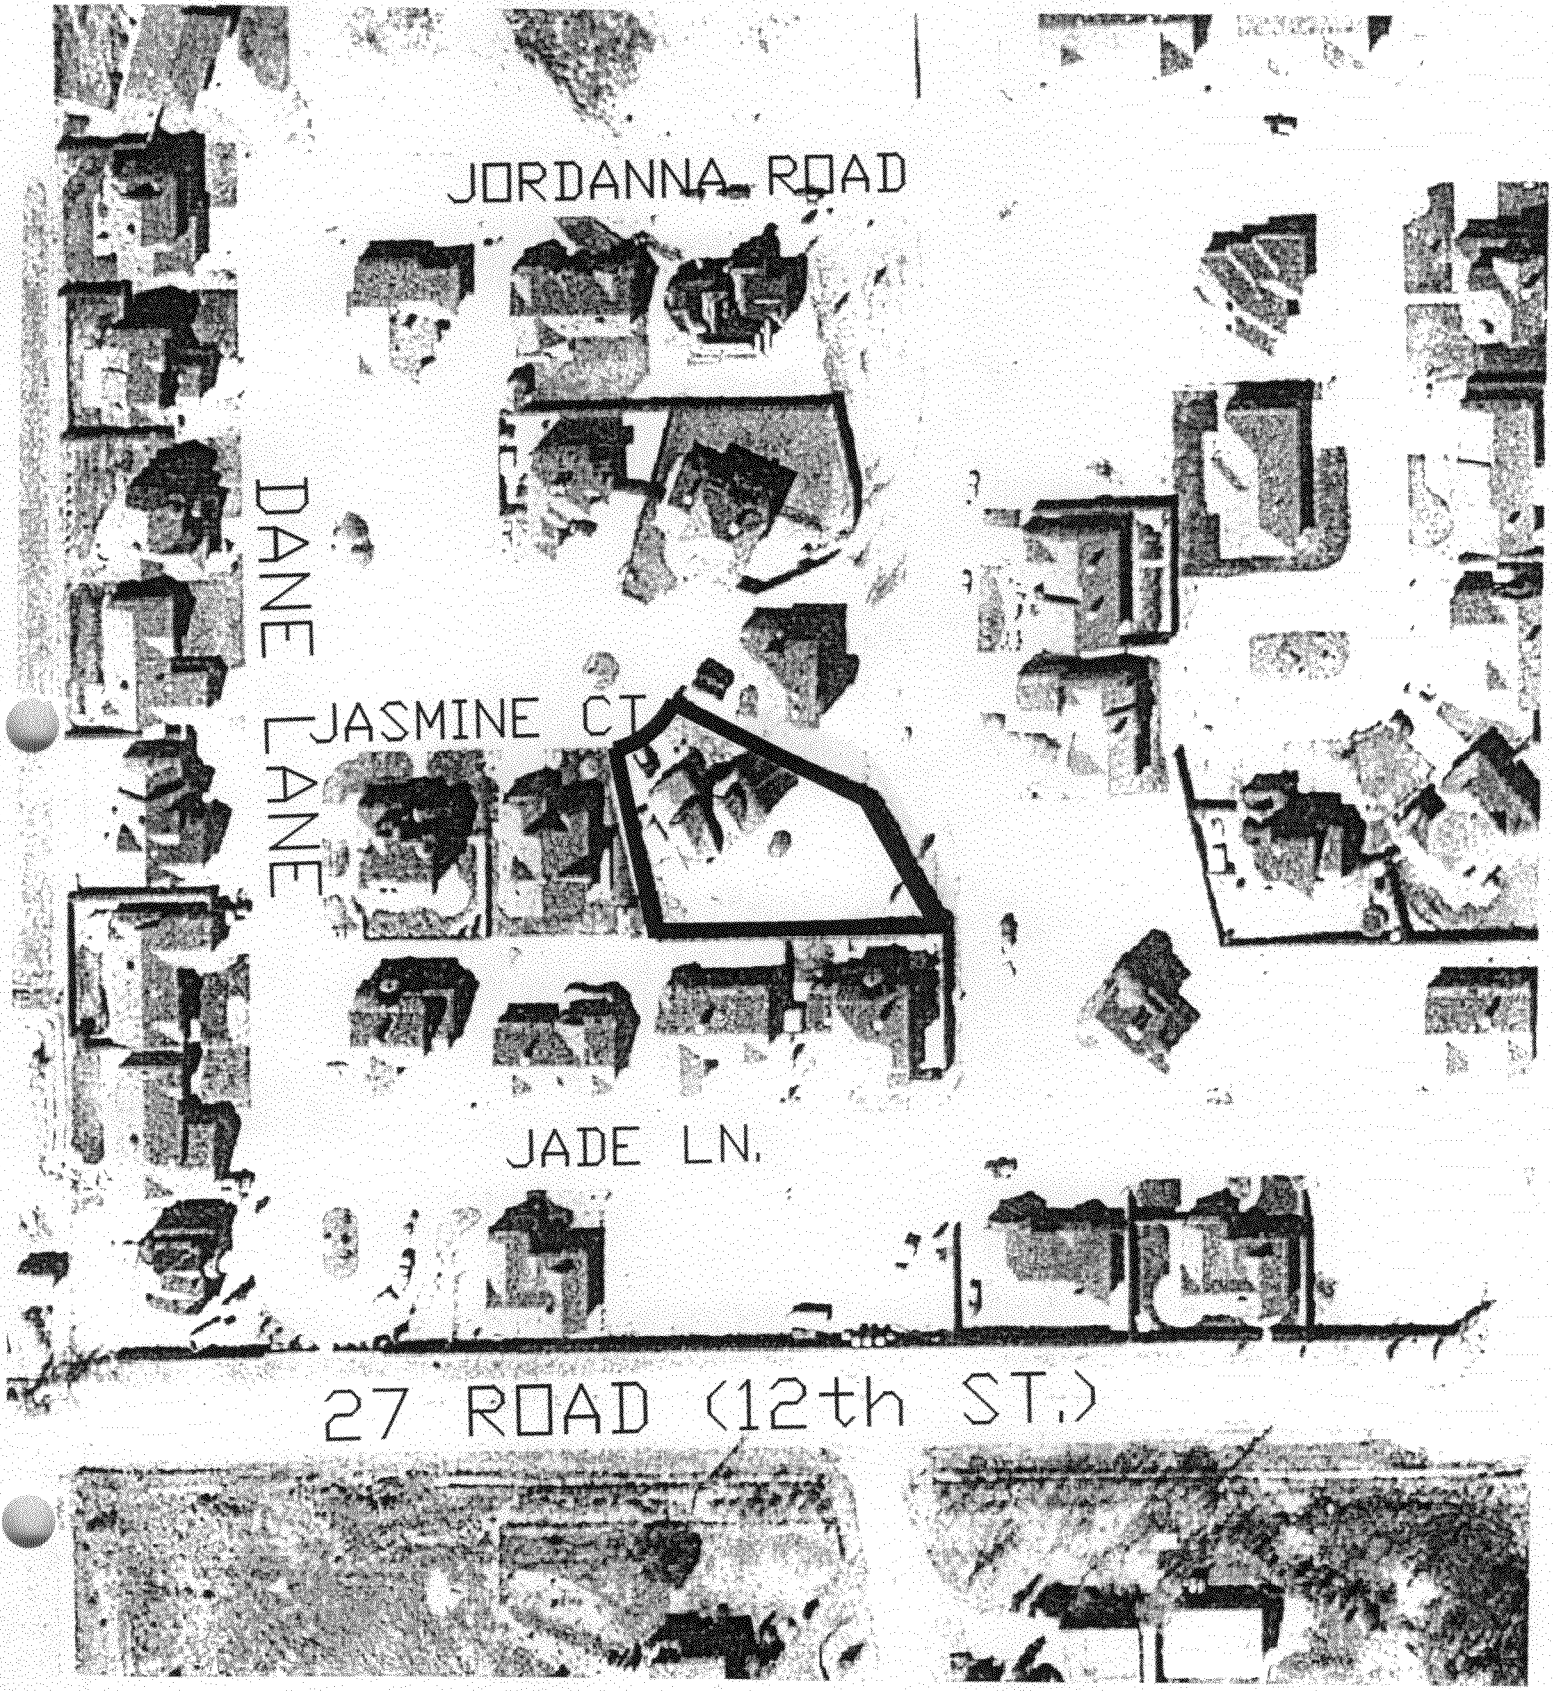 JORDANNA ROAD
DANE LANE
JASMINE CT
JADE LN.
27 ROAD (12th ST.)